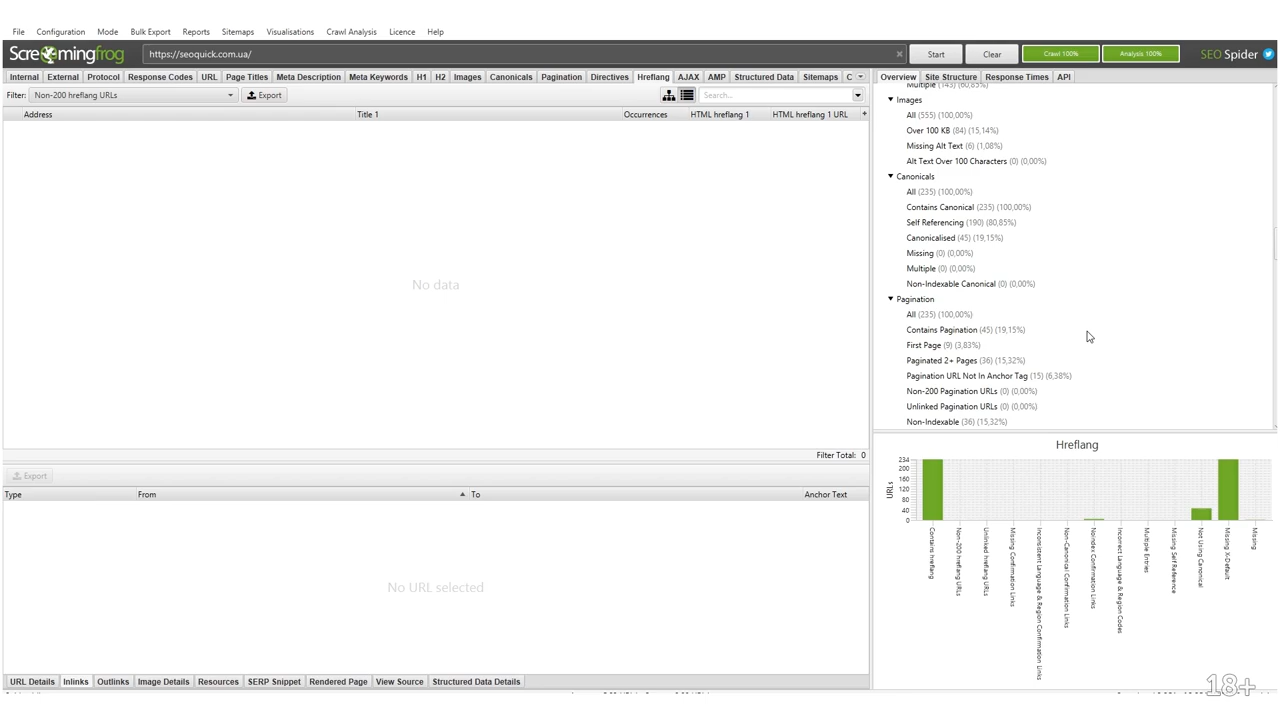 File Configuration Mode Bulk Export Reports Sitemaps Visualisations Crawl Analysis Licence Help
Screamingfrog https://seoquick.com.ua/ Start Clear Crawl 100% Analysis 100% SEO Spider
Internal External Protocol Response Codes URL Page Titles Meta Description Meta Keywords H1 H2 Images Canonicals Pagination Directives Hreflang AJAX AMP Structured Data Sitemaps C
Overview Site Structure Response Times API
Filter: Non-200 hreflang URLs Export Search...
Address Title 1 Occurrences HTML hreflang 1 HTML hreflang 1 URL +
No data
Filter Total: 0
Export
Type From To Anchor Text
No URL selected
URL Details Inlinks Outlinks Image Details Resources SERP Snippet Rendered Page View Source Structured Data Details
Multiple (143) (60,85%)
Images
All (555) (100,00%)
Over 100 KB (84) (15,14%)
Missing Alt Text (6) (1,08%)
Alt Text Over 100 Characters (0) (0,00%)
Canonicals
All (235) (100,00%)
Contains Canonical (235) (100,00%)
Self Referencing (190) (80,85%)
Canonicalised (45) (19,15%)
Missing (0) (0,00%)
Multiple (0) (0,00%)
Non-Indexable Canonical (0) (0,00%)
Pagination
All (235) (100,00%)
Contains Pagination (45) (19,15%)
First Page (9) (3,83%)
Paginated 2+ Pages (36) (15,32%)
Pagination URL Not In Anchor Tag (15) (6,38%)
Non-200 Pagination URLs (0) (0,00%)
Unlinked Pagination URLs (0) (0,00%)
Non-Indexable (36) (15,32%)
Hreflang
URLs
234
200
160
120
80
40
0
Contains hreflang
Non-200 hreflang URLs
Unlinked hreflang URLs
Missing Confirmation Links
Inconsistent Language & Region Confirmation Links
Non-Canonical Confirmation Links
Noindex Confirmation Links
Incorrect Language & Region Codes
Multiple Entries
Missing Self Reference
Not Using Canonical
Missing X-Default
Missing
18+